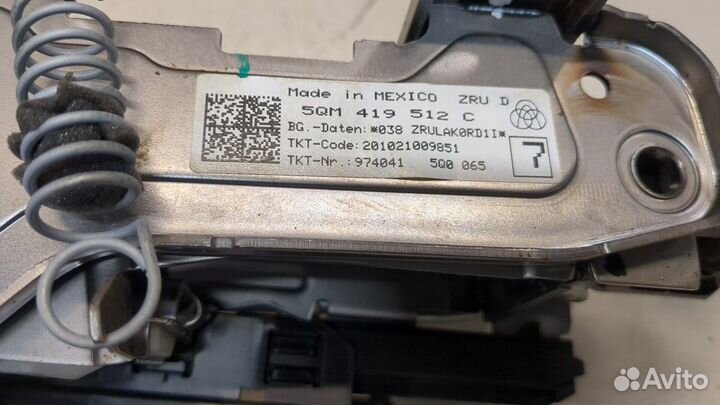 Made in MEXICO ZRU D
5QM 419 512 C
BG.-Daten: *038 ZRULAK0RD1I*
TKT-Code: 201021009851
TKT-Nr.: 974041 5Q0 065
7
Avito